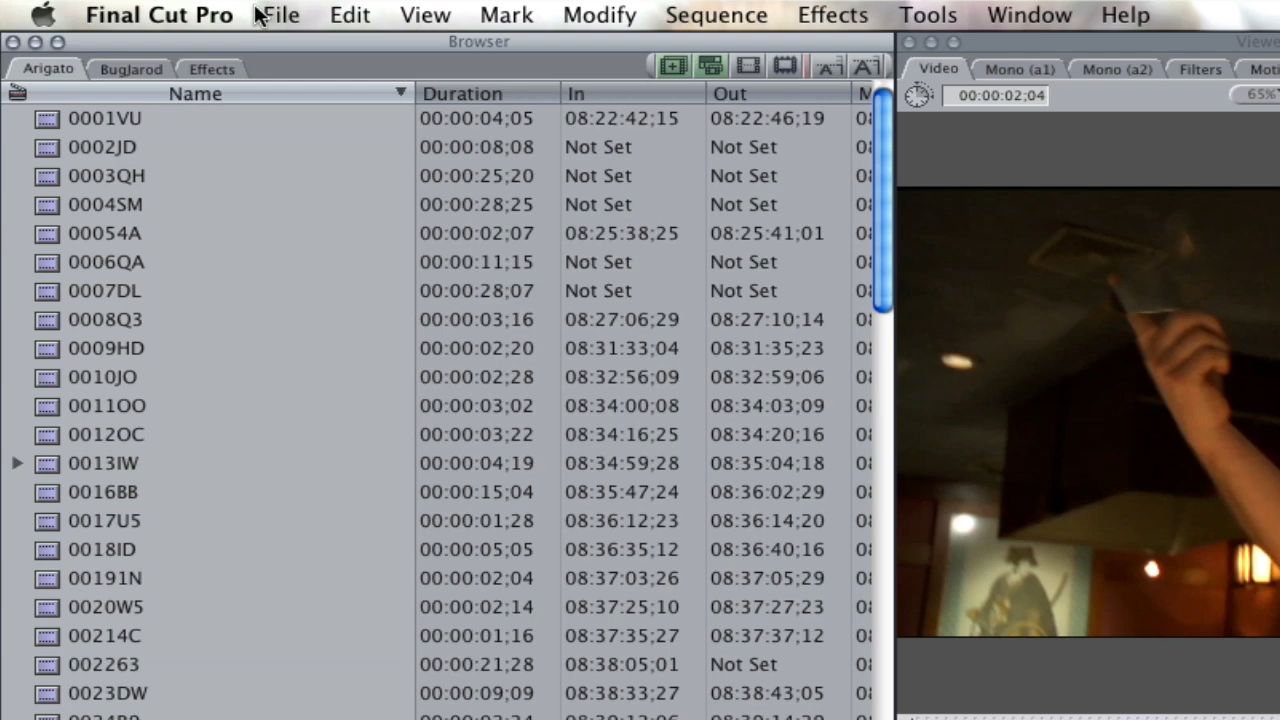 Final Cut Pro File Edit View Mark Modify Sequence Effects Tools Window Help
Browser
Viewe
Arigato BugJarod Effects
Video Mono (a1) Mono (a2) Filters Moti
00:00:02;04 65%
Name Duration In Out M
0001VU 00:00:04;05 08:22:42;15 08:22:46;19
0002JD 00:00:08;08 Not Set Not Set
0003QH 00:00:25;20 Not Set Not Set
0004SM 00:00:28;25 Not Set Not Set
00054A 00:00:02;07 08:25:38;25 08:25:41;01
0006QA 00:00:11;15 Not Set Not Set
0007DL 00:00:28;07 Not Set Not Set
0008Q3 00:00:03;16 08:27:06;29 08:27:10;14
0009HD 00:00:02;20 08:31:33;04 08:31:35;23
0010JO 00:00:02;28 08:32:56;09 08:32:59;06
0011OO 00:00:03;02 08:34:00;08 08:34:03;09
0012OC 00:00:03;22 08:34:16;25 08:34:20;16
0013IW 00:00:04;19 08:34:59;28 08:35:04;18
0016BB 00:00:15;04 08:35:47;24 08:36:02;29
0017U5 00:00:01;28 08:36:12;23 08:36:14;20
0018ID 00:00:05;05 08:36:35;12 08:36:40;16
00191N 00:00:02;04 08:37:03;26 08:37:05;29
0020W5 00:00:02;14 08:37:25;10 08:37:27;23
00214C 00:00:01;16 08:37:35;27 08:37:37;12
002263 00:00:21;28 08:38:05;01 Not Set
0023DW 00:00:09;09 08:38:33;27 08:38:43;05